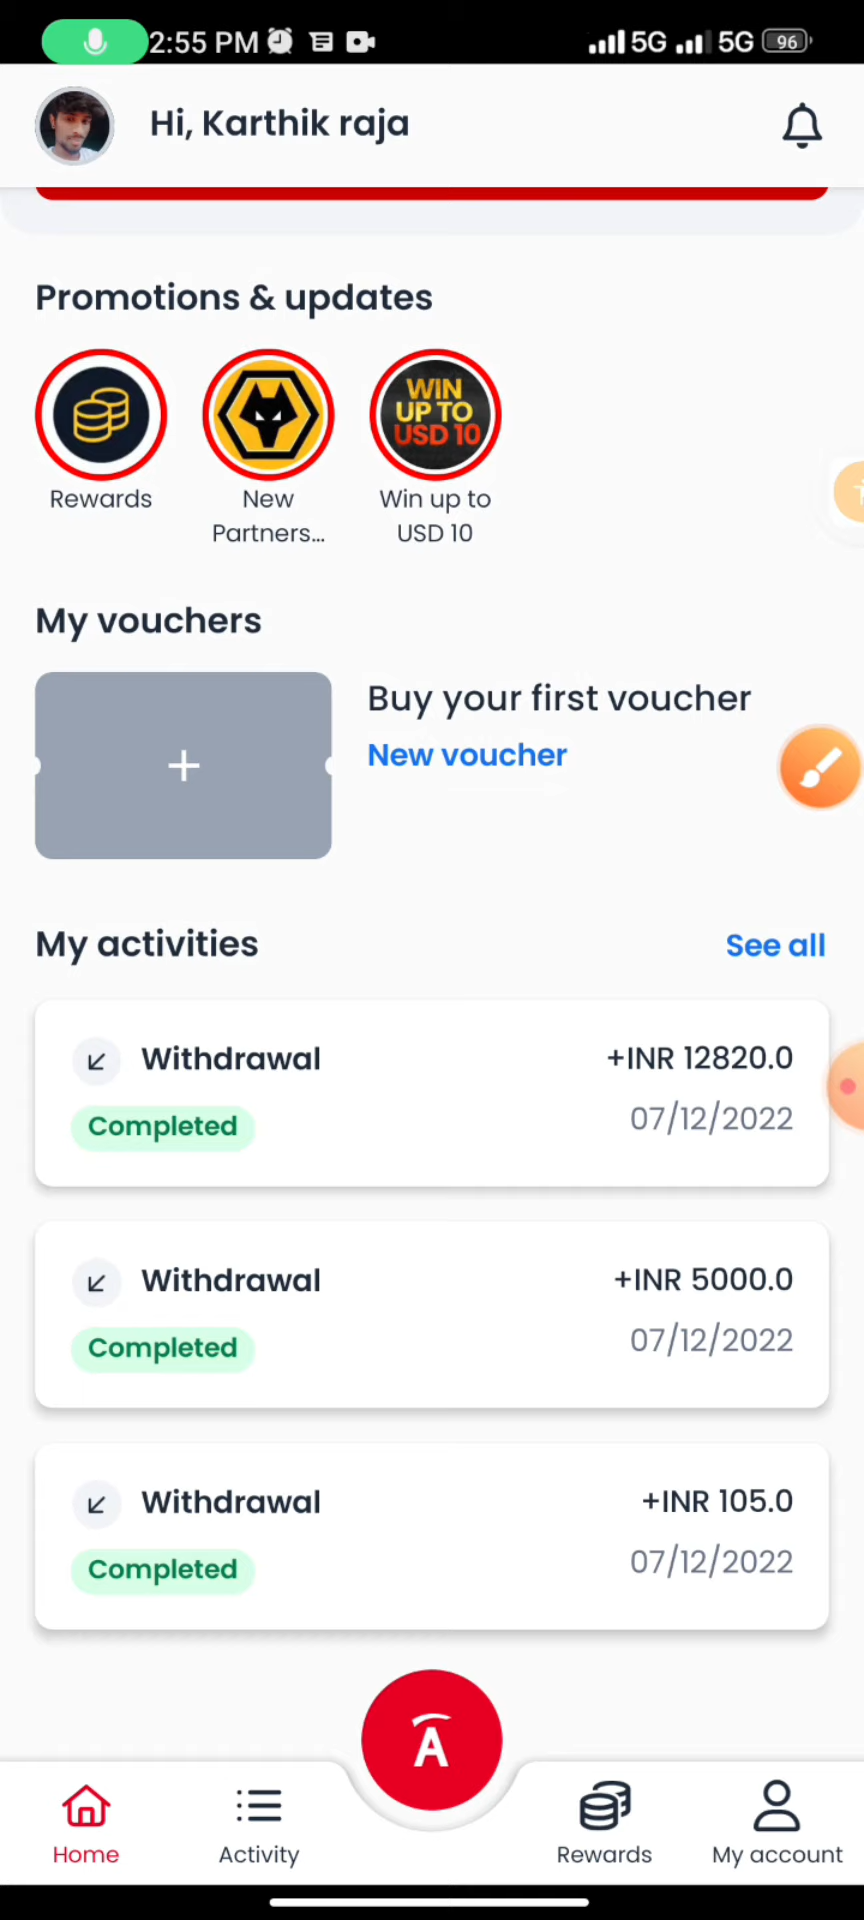 2:55 PM 5G 5G 96
Hi, Karthik raja
Promotions & updates
WIN
UP TO
USD 10
Rewards
New
Partners...
Win up to
USD 10
My vouchers
Buy your first voucher
New voucher
My activities See all
Withdrawal +INR 12820.0
Completed 07/12/2022
Withdrawal +INR 5000.0
Completed 07/12/2022
Withdrawal +INR 105.0
Completed 07/12/2022
A
Home Activity Rewards My account